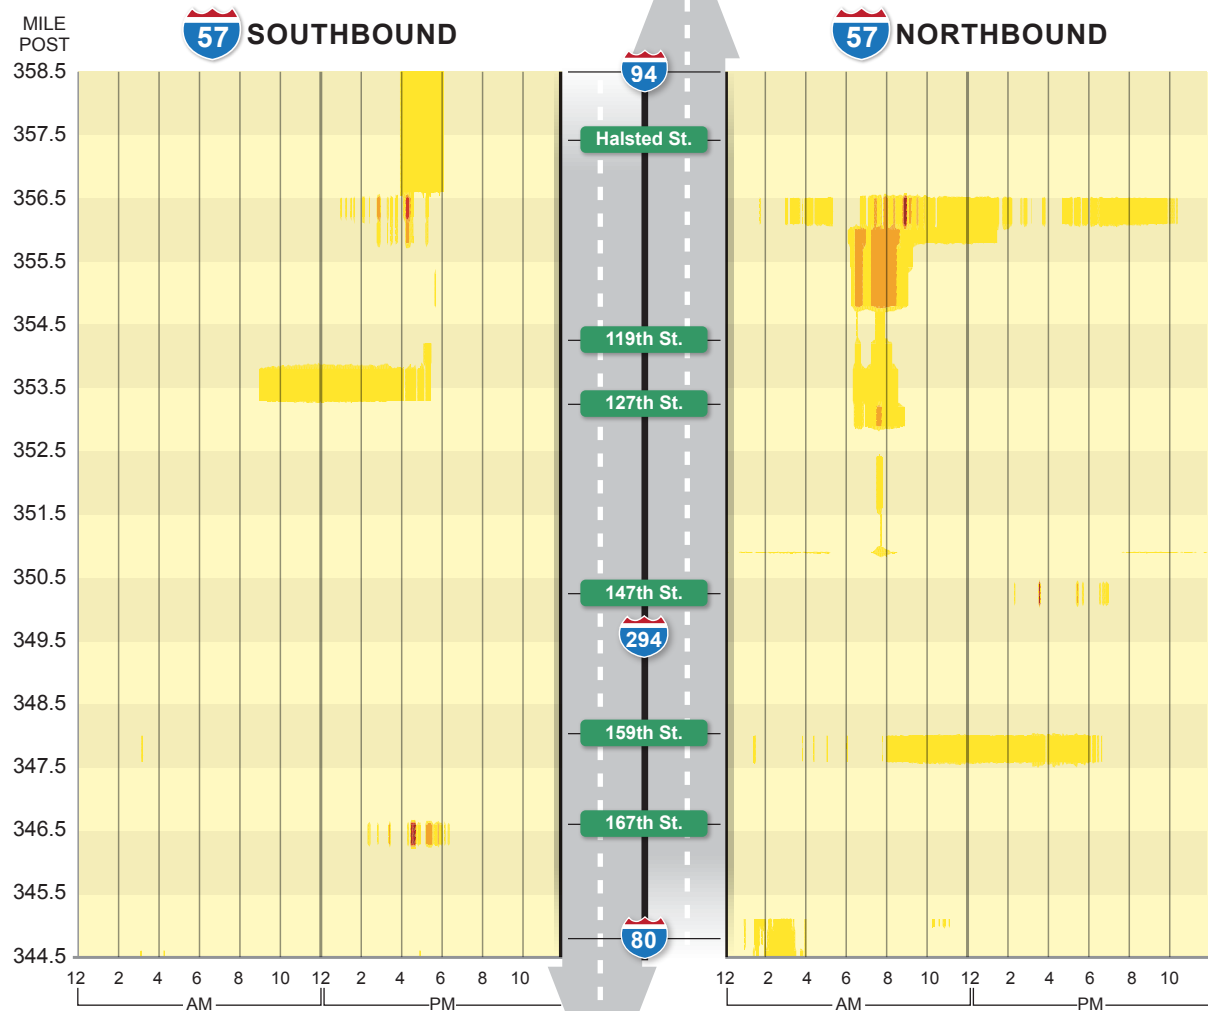 MILE
POST
57 SOUTHBOUND
57 NORTHBOUND
358.5
357.5
356.5
355.5
354.5
353.5
352.5
351.5
350.5
349.5
348.5
347.5
346.5
345.5
344.5
94
Halsted St.
119th St.
127th St.
147th St.
294
159th St.
167th St.
80
12 2 4 6 8 10 12 2 4 6 8 10
AM PM
12 2 4 6 8 10 12 2 4 6 8 10
AM PM